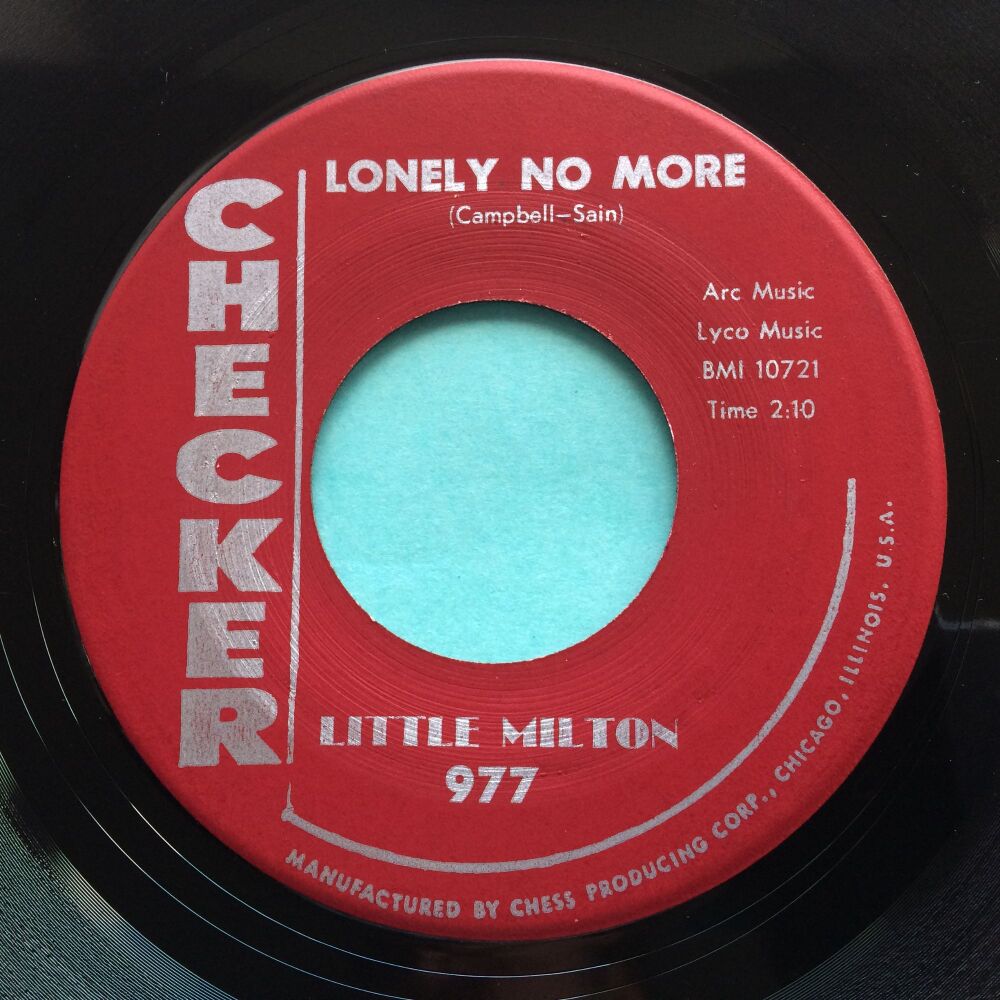 CHECKER
LONELY NO MORE
(Campbell—Sain)
Arc Music
Lyco Music
BMI 10721
Time 2:10
LITTLE MILTON
977
MANUFACTURED BY CHESS PRODUCING CORP., CHICAGO, ILLINOIS, U.S.A.